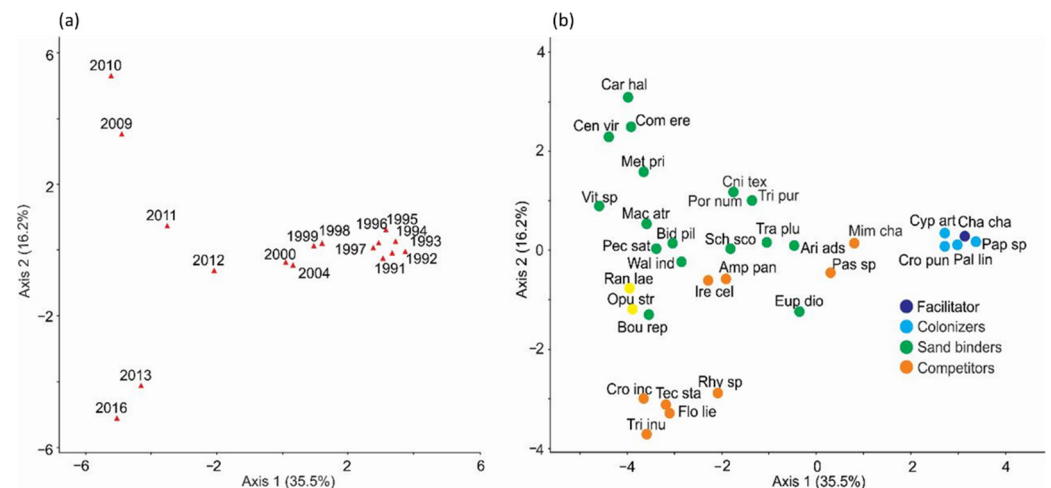 (a)
6
2010
2009
2
2011
1995
1996
1994
1998
1999
1993
1997
1992
2000
1991
2012
2004
−2
2013
2016
−6
−6
−2
2
6
Axis 2 (16.2%)
Axis 1 (35.5%)
(b)
4
Car hal
Com ere
Cen vir
2
Met pri
Cni tex
Tri pur
Vit sp
Por num
Mac atr
Cyp art
Cha cha
Bid pil
Tra plu
Mim cha
Pec sat
Sch sco
Ari ads
Pap sp
0
Cro pun
Pal lin
Wal ind
Amp pan
Pas sp
Ran lae
Ire cel
Opu str
Eup dio
Bou rep
Facilitator
Colonizers
Sand binders
Competitors
−2
Rhy sp
Cro inc
Tec sta
Flo lie
Tri inu
−4
−4
−2
0
2
4
Axis 2 (16.2%)
Axis 1 (35.5%)